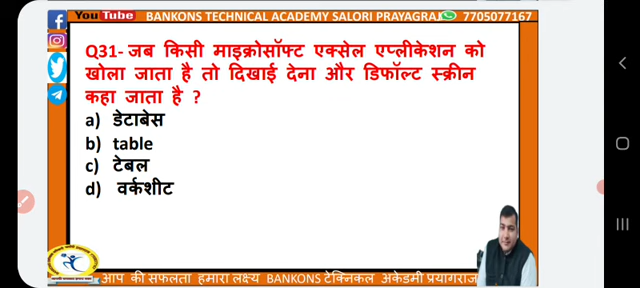 You Tube BANKONS TECHNICAL ACADEMY SALORI PRAYAGRAJ 7705077167
Q31- जब किसी माइक्रोसॉफ्ट एक्सेल एप्लीकेशन को
खोला जाता है तो दिखाई देना और डिफॉल्ट स्क्रीन
कहा जाता है ?
a) डेटाबेस
b) table
c) टेबल
d) वर्कशीट
आप की सफलता हमारा लक्ष्य BANKONS टेक्निकल अकेडमी प्रयागराज